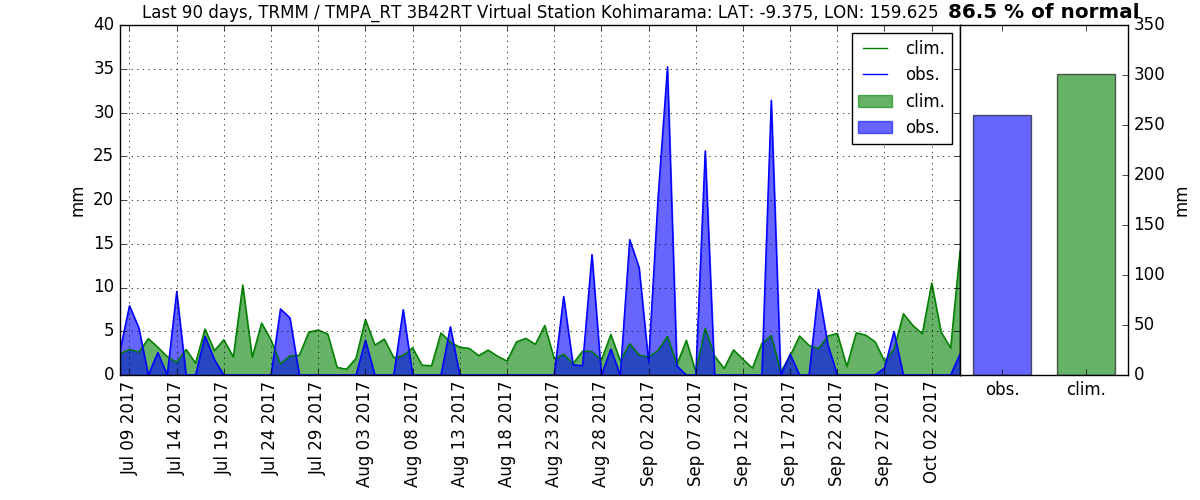 Last 90 days, TRMM / TMPA_RT 3B42RT Virtual Station Kohimarama: LAT: -9.375, LON: 159.625 86.5 % of normal
40
35
30
25
20
15
10
5
0
mm
clim.
obs.
clim.
obs.
350
300
250
200
150
100
50
0
mm
obs.
clim.
Jul 09 2017
Jul 14 2017
Jul 19 2017
Jul 24 2017
Jul 29 2017
Aug 03 2017
Aug 08 2017
Aug 13 2017
Aug 18 2017
Aug 23 2017
Aug 28 2017
Sep 02 2017
Sep 07 2017
Sep 12 2017
Sep 17 2017
Sep 22 2017
Sep 27 2017
Oct 02 2017